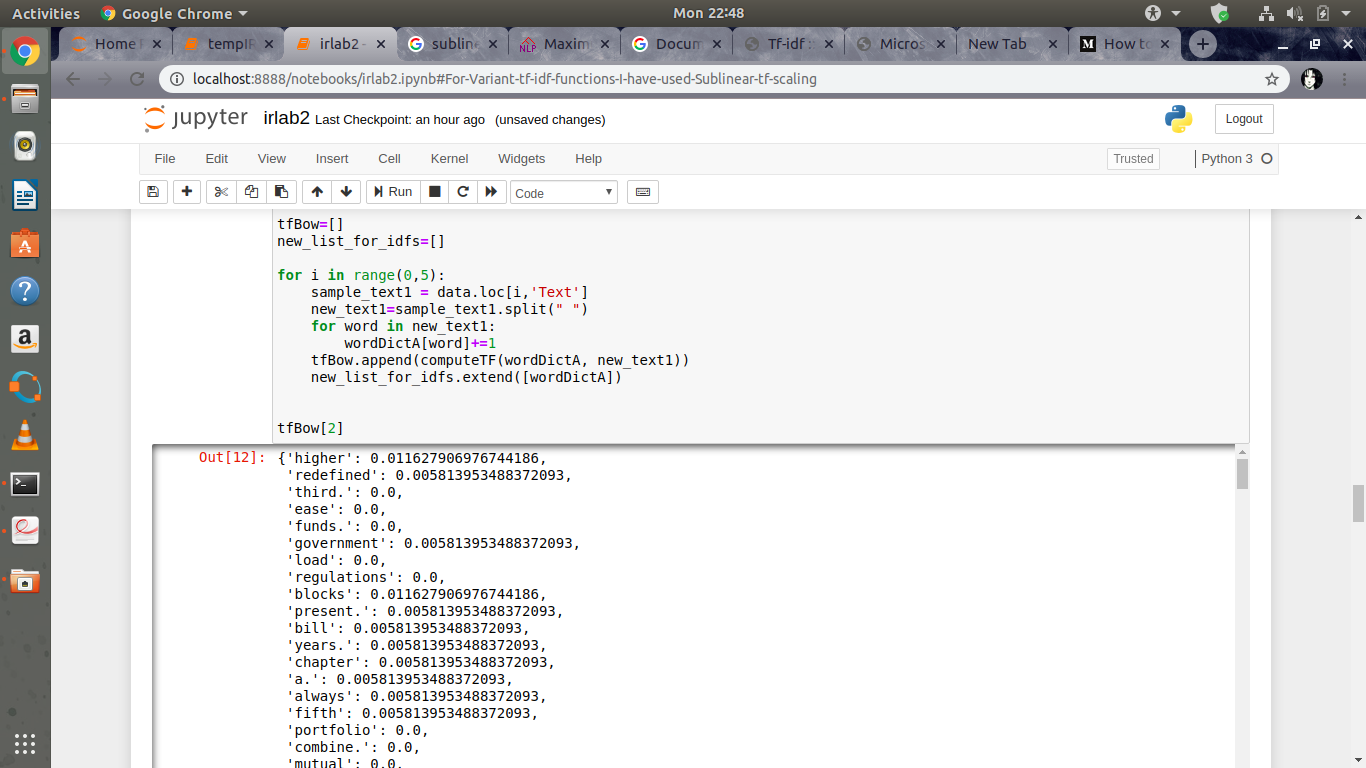 Activities Google Chrome Mon 22:48
Home P tempIR irlab2 - subline Maxim Docum Tf-idf :: Micros New Tab How to
localhost:8888/notebooks/irlab2.ipynb#For-Variant-tf-idf-functions-I-have-used-Sublinear-tf-scaling
jupyter irlab2 Last Checkpoint: an hour ago (unsaved changes) Logout
File Edit View Insert Cell Kernel Widgets Help Trusted Python 3
Run Code
tfBow=[]
new_list_for_idfs=[]
for i in range(0,5):
    sample_text1 = data.loc[i,'Text']
    new_text1=sample_text1.split(" ")
    for word in new_text1:
        wordDictA[word]+=1
    tfBow.append(computeTF(wordDictA, new_text1))
    new_list_for_idfs.extend([wordDictA])
tfBow[2]
Out[12]: {'higher': 0.011627906976744186,
'redefined': 0.005813953488372093,
'third.': 0.0,
'ease': 0.0,
'funds.': 0.0,
'government': 0.005813953488372093,
'load': 0.0,
'regulations': 0.0,
'blocks': 0.011627906976744186,
'present.': 0.005813953488372093,
'bill': 0.005813953488372093,
'years.': 0.005813953488372093,
'chapter': 0.005813953488372093,
'a.': 0.005813953488372093,
'always': 0.005813953488372093,
'fifth': 0.005813953488372093,
'portfolio': 0.0,
'combine.': 0.0,
'mutual': 0.0,